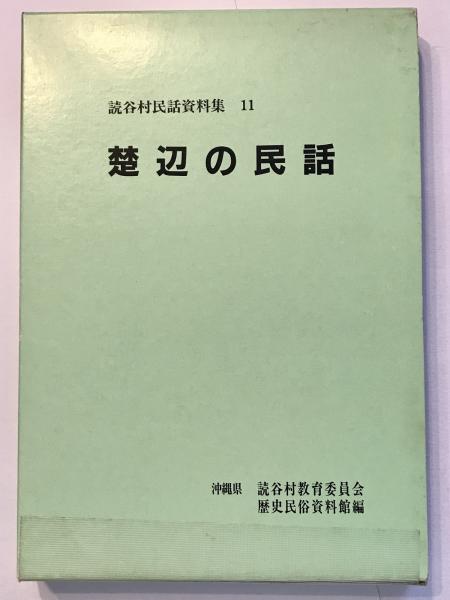 読谷村民話資料集 11
楚辺の民話
沖縄県 読谷村教育委員会
歴史民俗資料館編